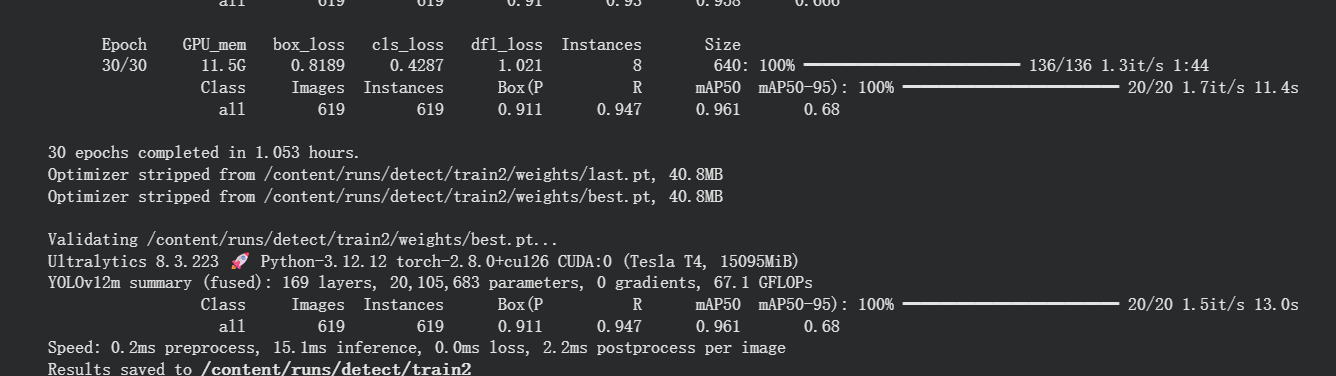 all 619 619 0.91 0.93 0.958 0.666
Epoch GPU_mem box_loss cls_loss dfl_loss Instances Size
30/30 11.5G 0.8189 0.4287 1.021 8 640: 100% ━━━━━━━━━━━━ 136/136 1.3it/s 1:44
Class Images Instances Box(P R mAP50 mAP50-95): 100% ━━━━━━━━━━━━ 20/20 1.7it/s 11.4s
all 619 619 0.911 0.947 0.961 0.68
30 epochs completed in 1.053 hours.
Optimizer stripped from /content/runs/detect/train2/weights/last.pt, 40.8MB
Optimizer stripped from /content/runs/detect/train2/weights/best.pt, 40.8MB
Validating /content/runs/detect/train2/weights/best.pt...
Ultralytics 8.3.223 🚀 Python-3.12.12 torch-2.8.0+cu126 CUDA:0 (Tesla T4, 15095MiB)
YOLOv12m summary (fused): 169 layers, 20,105,683 parameters, 0 gradients, 67.1 GFLOPs
Class Images Instances Box(P R mAP50 mAP50-95): 100% ━━━━━━━━━━━━ 20/20 1.5it/s 13.0s
all 619 619 0.911 0.947 0.961 0.68
Speed: 0.2ms preprocess, 15.1ms inference, 0.0ms loss, 2.2ms postprocess per image
Results saved to /content/runs/detect/train2